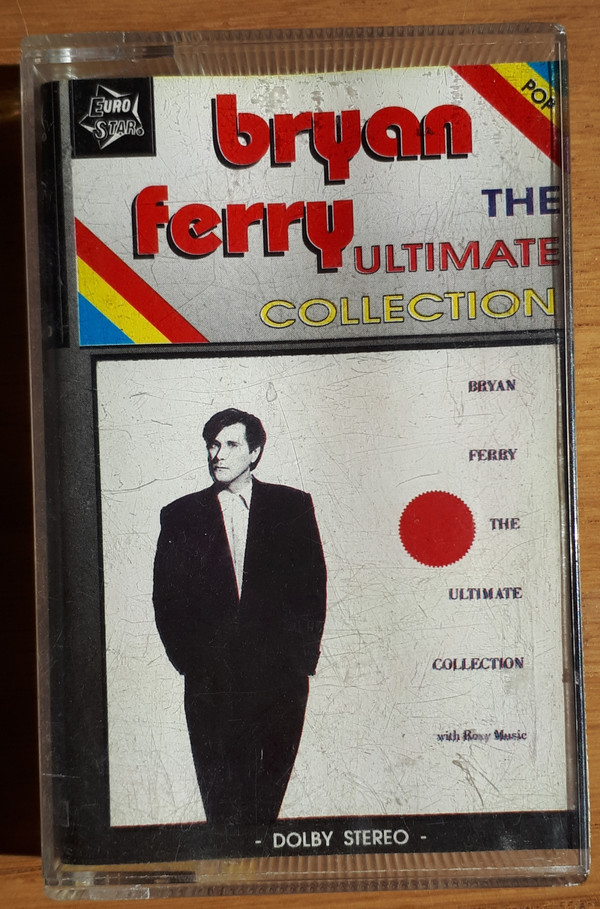 EURO
STAR®
POP
bryan
ferry
THE
ULTIMATE
COLLECTION
BRYAN
FERRY
THE
ULTIMATE
COLLECTION
with Roxy Music
- DOLBY STEREO -